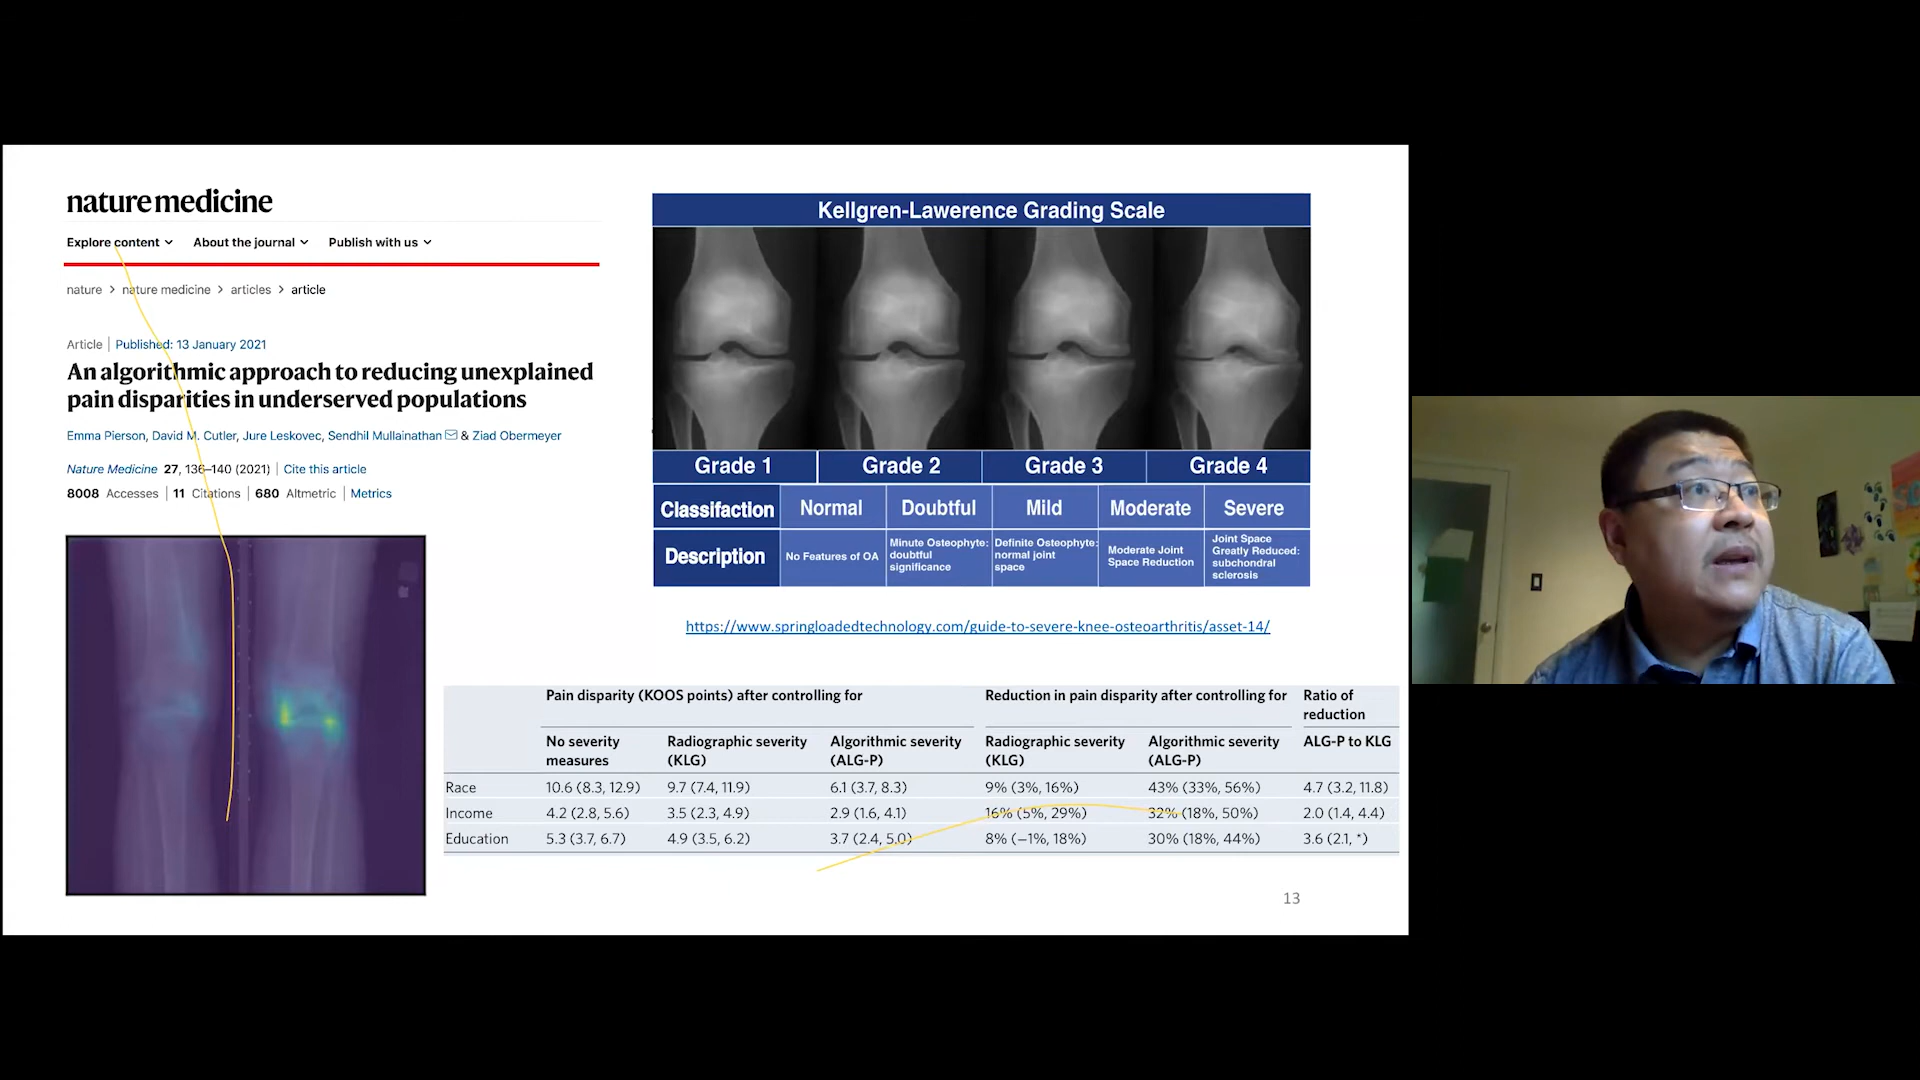 nature medicine
Explore content About the journal Publish with us
nature > nature medicine > articles > article
Article | Published: 13 January 2021
An algorithmic approach to reducing unexplained
pain disparities in underserved populations
Emma Pierson, David M. Cutler, Jure Leskovec, Sendhil Mullainathan & Ziad Obermeyer
Nature Medicine 27, 136–140 (2021) | Cite this article
8008 Accesses | 11 Citations | 680 Altmetric | Metrics
Kellgren-Lawerence Grading Scale
Grade 1 Grade 2 Grade 3 Grade 4
Classifaction Normal Doubtful Mild Moderate Severe
Description
No Features of OA
Minute Osteophyte:
doubtful
significance
Definite Osteophyte:
normal joint
space
Moderate Joint
Space Reduction
Joint Space
Greatly Reduced:
subchondral
sclerosis
https://www.springloadedtechnology.com/guide-to-severe-knee-osteoarthritis/asset-14/
Pain disparity (KOOS points) after controlling for
Reduction in pain disparity after controlling for
Ratio of
reduction
No severity
measures
Radiographic severity
(KLG)
Algorithmic severity
(ALG-P)
Radiographic severity
(KLG)
Algorithmic severity
(ALG-P)
ALG-P to KLG
Race 10.6 (8.3, 12.9) 9.7 (7.4, 11.9) 6.1 (3.7, 8.3) 9% (3%, 16%) 43% (33%, 56%) 4.7 (3.2, 11.8)
Income 4.2 (2.8, 5.6) 3.5 (2.3, 4.9) 2.9 (1.6, 4.1) 16% (5%, 29%) 32% (18%, 50%) 2.0 (1.4, 4.4)
Education 5.3 (3.7, 6.7) 4.9 (3.5, 6.2) 3.7 (2.4, 5.0) 8% (−1%, 18%) 30% (18%, 44%) 3.6 (2.1, *)
13